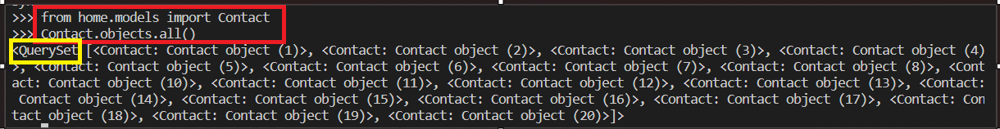 >>> from home.models import Contact
>>> Contact.objects.all()
<QuerySet [<Contact: Contact object (1)>, <Contact: Contact object (2)>, <Contact: Contact object (3)>, <Contact: Contact object (4)
>, <Contact: Contact object (5)>, <Contact: Contact object (6)>, <Contact: Contact object (7)>, <Contact: Contact object (8)>, <Cont
act: Contact object (10)>, <Contact: Contact object (11)>, <Contact: Contact object (12)>, <Contact: Contact object (13)>, <Contact:
 Contact object (14)>, <Contact: Contact object (15)>, <Contact: Contact object (16)>, <Contact: Contact object (17)>, <Contact: Con
tact object (18)>, <Contact: Contact object (19)>, <Contact: Contact object (20)>]>